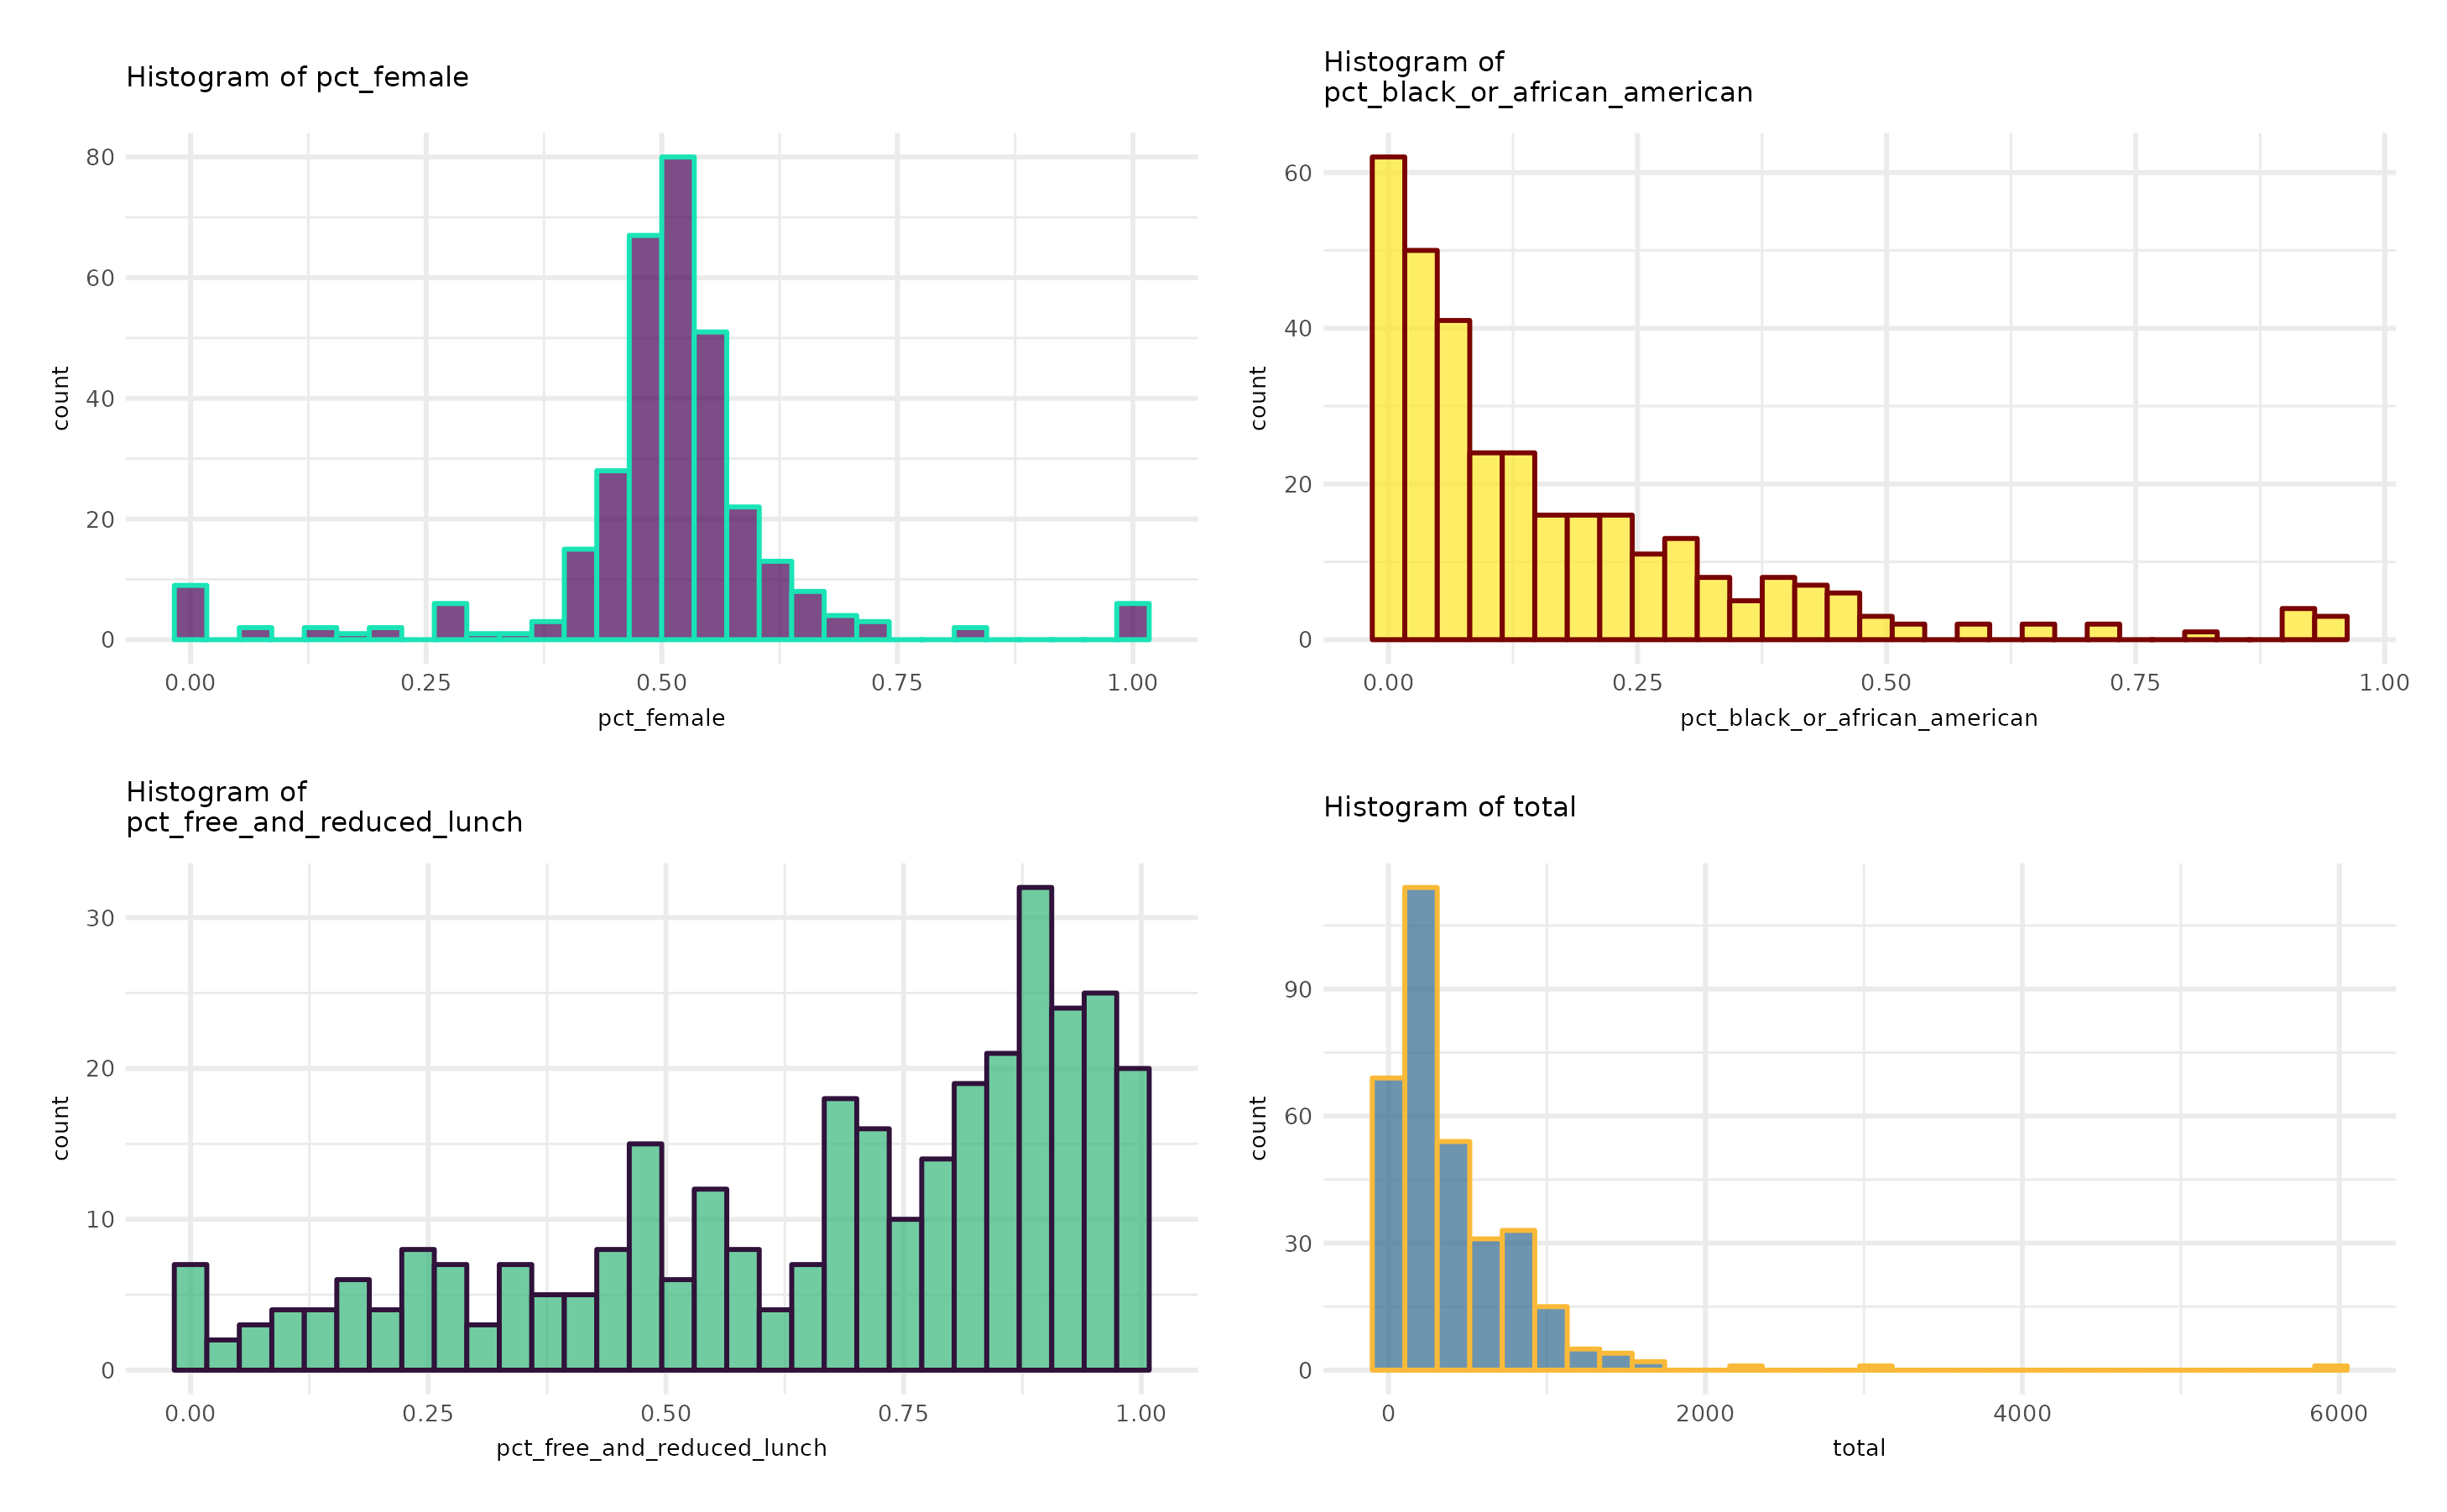 Histogram of pct_female
80
60
40
20
0
count
0.00 0.25 0.50 0.75 1.00
pct_female
Histogram of
pct_black_or_african_american
60
40
20
0
count
0.00 0.25 0.50 0.75 1.00
pct_black_or_african_american
Histogram of
pct_free_and_reduced_lunch
30
20
10
0
count
0.00 0.25 0.50 0.75 1.00
pct_free_and_reduced_lunch
Histogram of total
90
60
30
0
count
0 2000 4000 6000
total